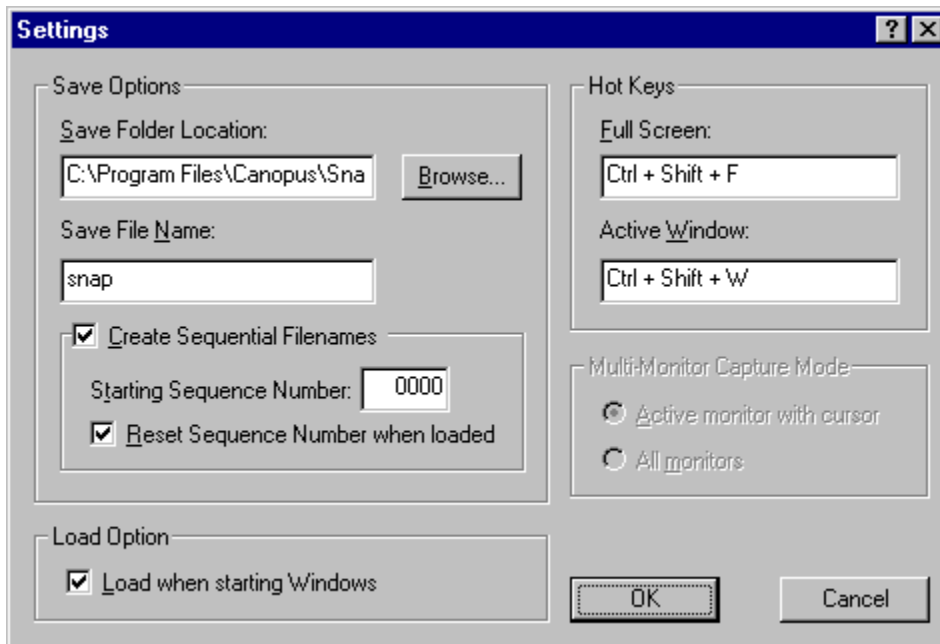 Settings
Save Options
Save Folder Location:
C:\Program Files\Canopus\Sna
Browse...
Save File Name:
snap
Create Sequential Filenames
Starting Sequence Number: 0000
Reset Sequence Number when loaded
Load Option
Load when starting Windows
Hot Keys
Full Screen:
Ctrl + Shift + F
Active Window:
Ctrl + Shift + W
Multi-Monitor Capture Mode
Active monitor with cursor
All monitors
OK
Cancel